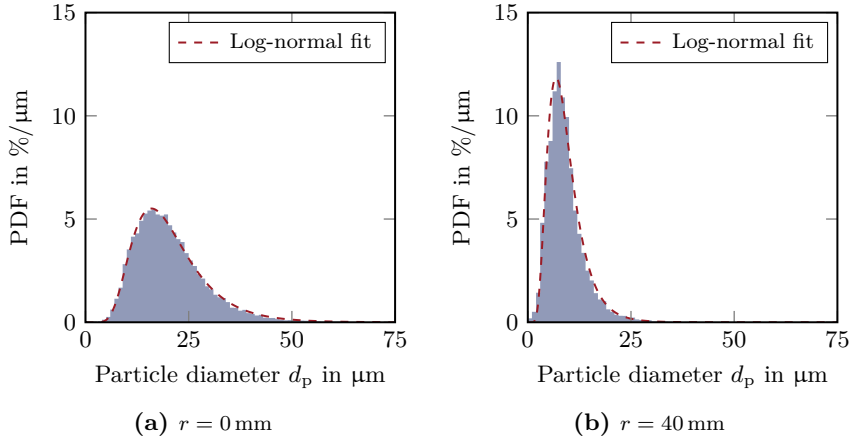 15
10
5
0
0
25
50
75
PDF in %/µm
Particle diameter dₚ in µm
Log-normal fit
(a) r = 0 mm
15
10
5
0
0
25
50
75
PDF in %/µm
Particle diameter dₚ in µm
Log-normal fit
(b) r = 40 mm